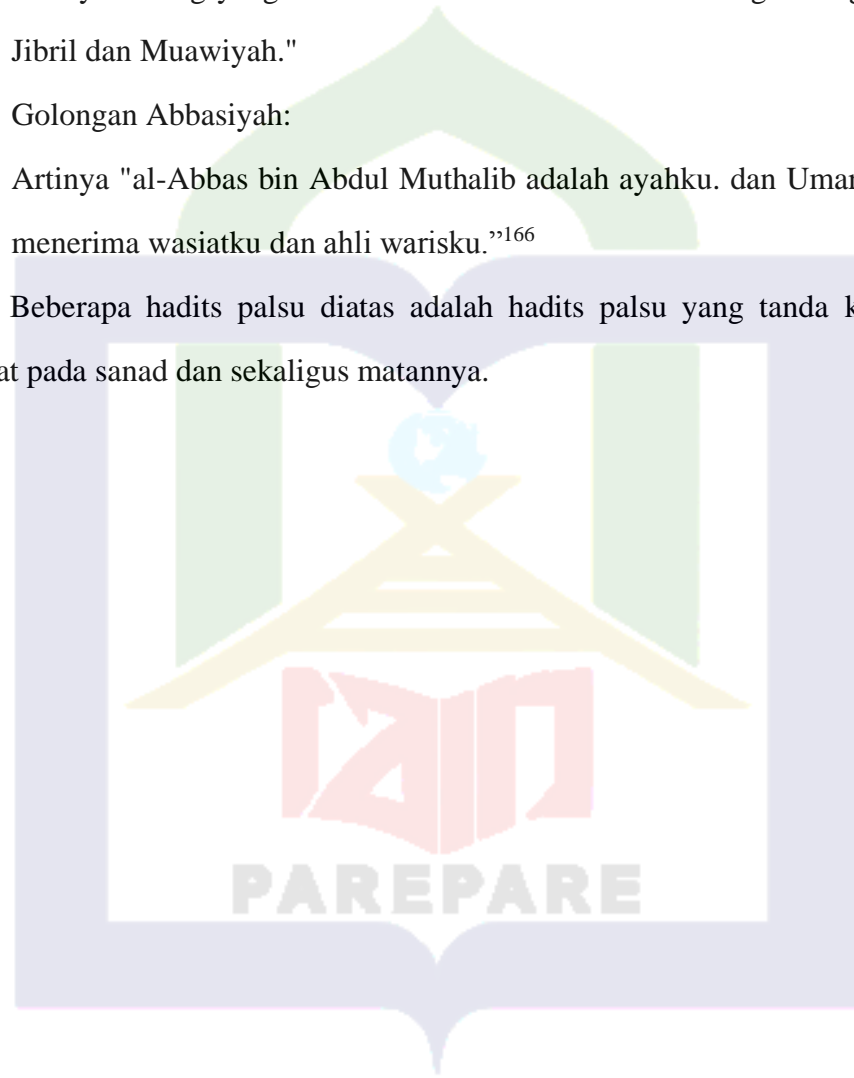 Jibril dan Muawiyah."
Golongan Abbasiyah:
Artinya "al-Abbas bin Abdul Muthalib adalah ayahku. dan Umar
menerima wasiatku dan ahli warisku.”166
Beberapa hadits palsu diatas adalah hadits palsu yang tanda
pada sanad dan sekaligus matannya.
iain
PAREPARE